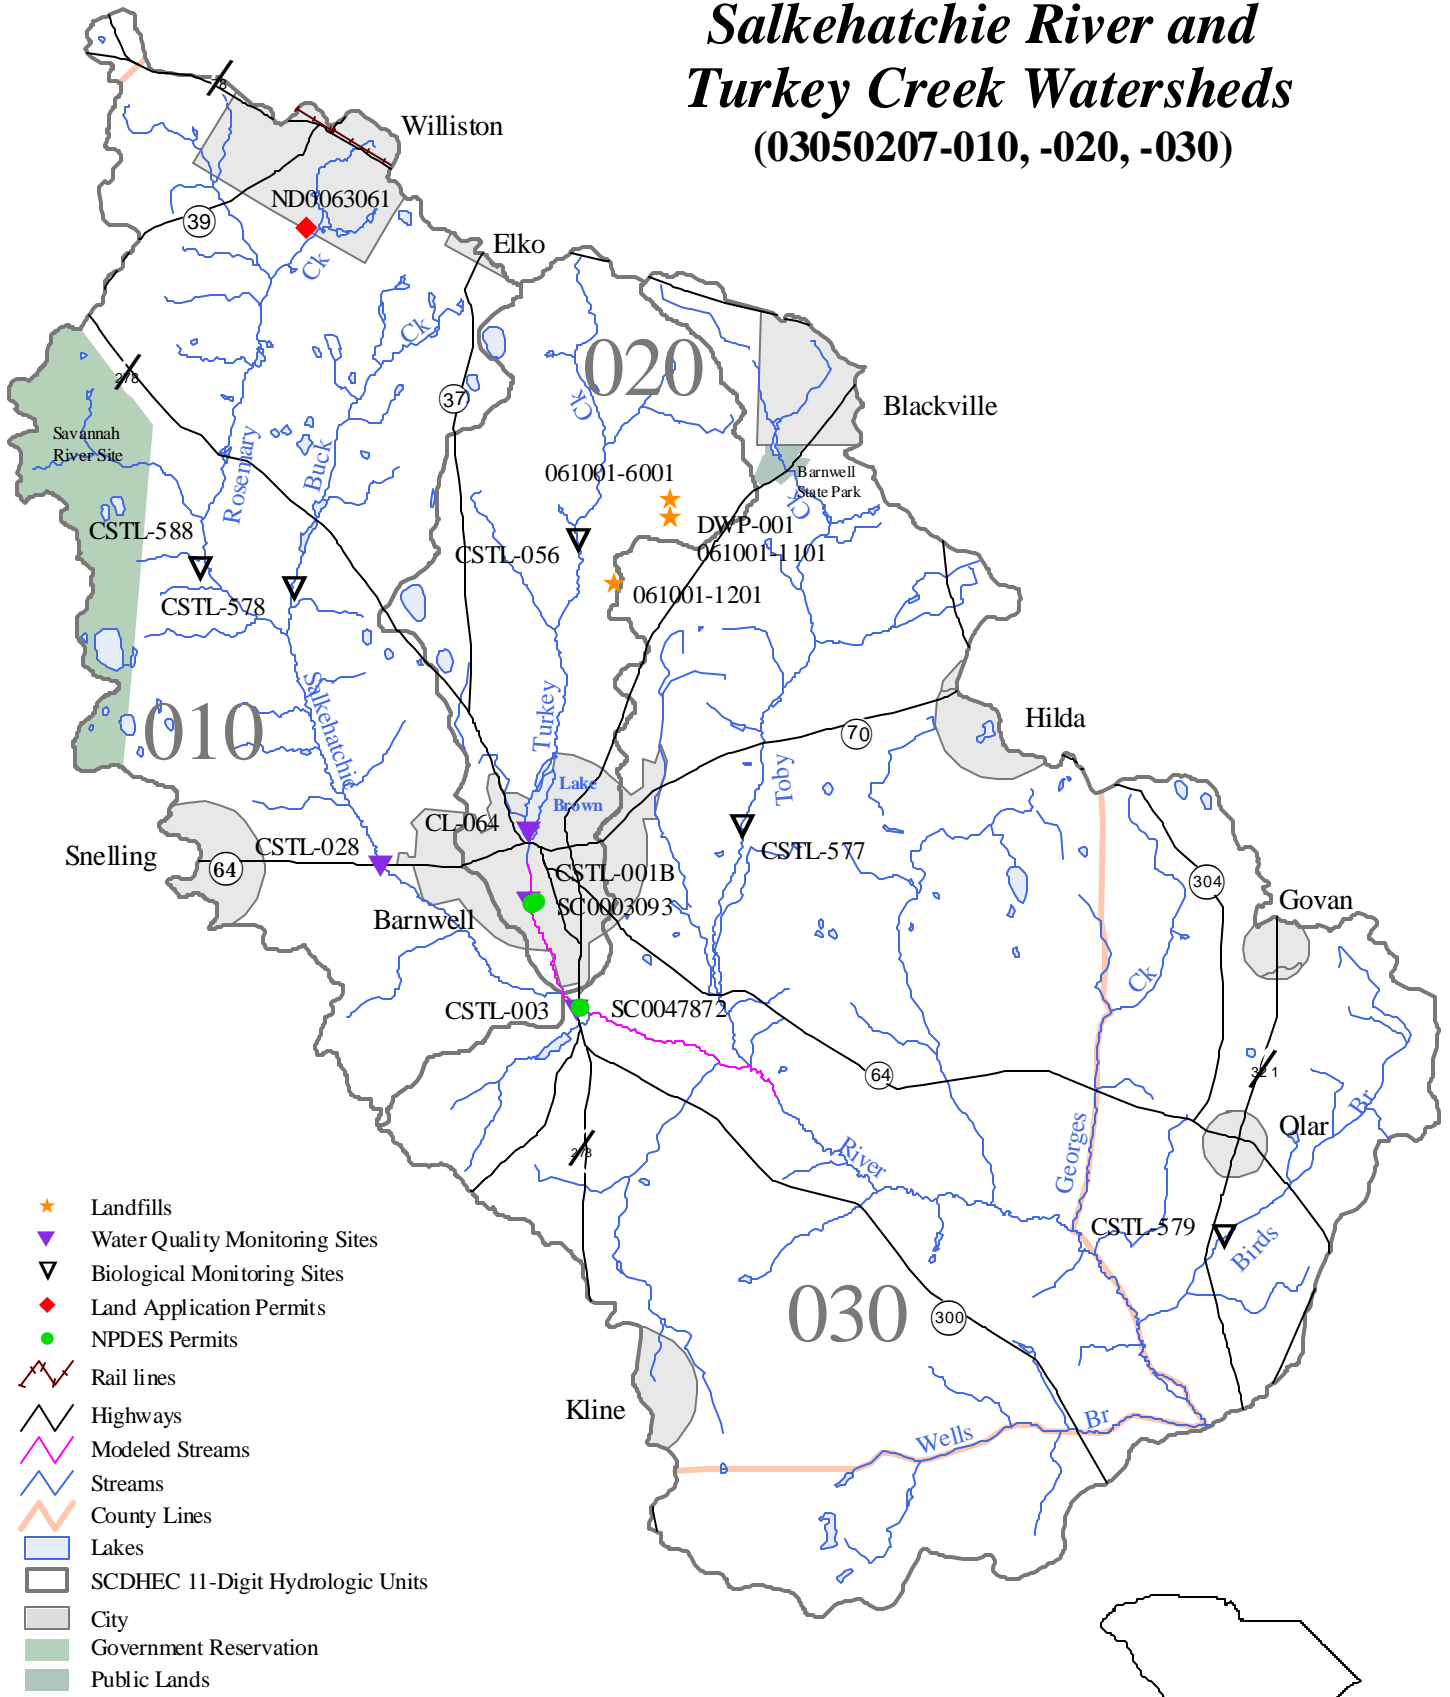 Salkehatchie River and
Turkey Creek Watersheds
(03050207-010, -020, -030)
78
Williston
ND0063061
39
Ck
Elko
Ck
020
278
37
Ck
Blackville
Savannah
River Site
Rosemary
Buck
061001-6001
Barnwell
State Park
Ck
CSTL-588
DWP-001
CSTL-056
061001-1101
CSTL-578
061001-1201
010
Salkehatchie
Turkey
Hilda
70
Lake
Brown
Toby
CL-064
Snelling
CSTL-028
CSTL-577
64
CSTL-001B
304
Barnwell
SC0003093
Govan
Ck
CSTL-003
SC0047872
64
321
Br
Georges
Olar
278
River
CSTL-579
Birds
030
300
Kline
Wells
Br
Landfills
Water Quality Monitoring Sites
Biological Monitoring Sites
Land Application Permits
NPDES Permits
Rail lines
Highways
Modeled Streams
Streams
County Lines
Lakes
SCDHEC 11-Digit Hydrologic Units
City
Government Reservation
Public Lands